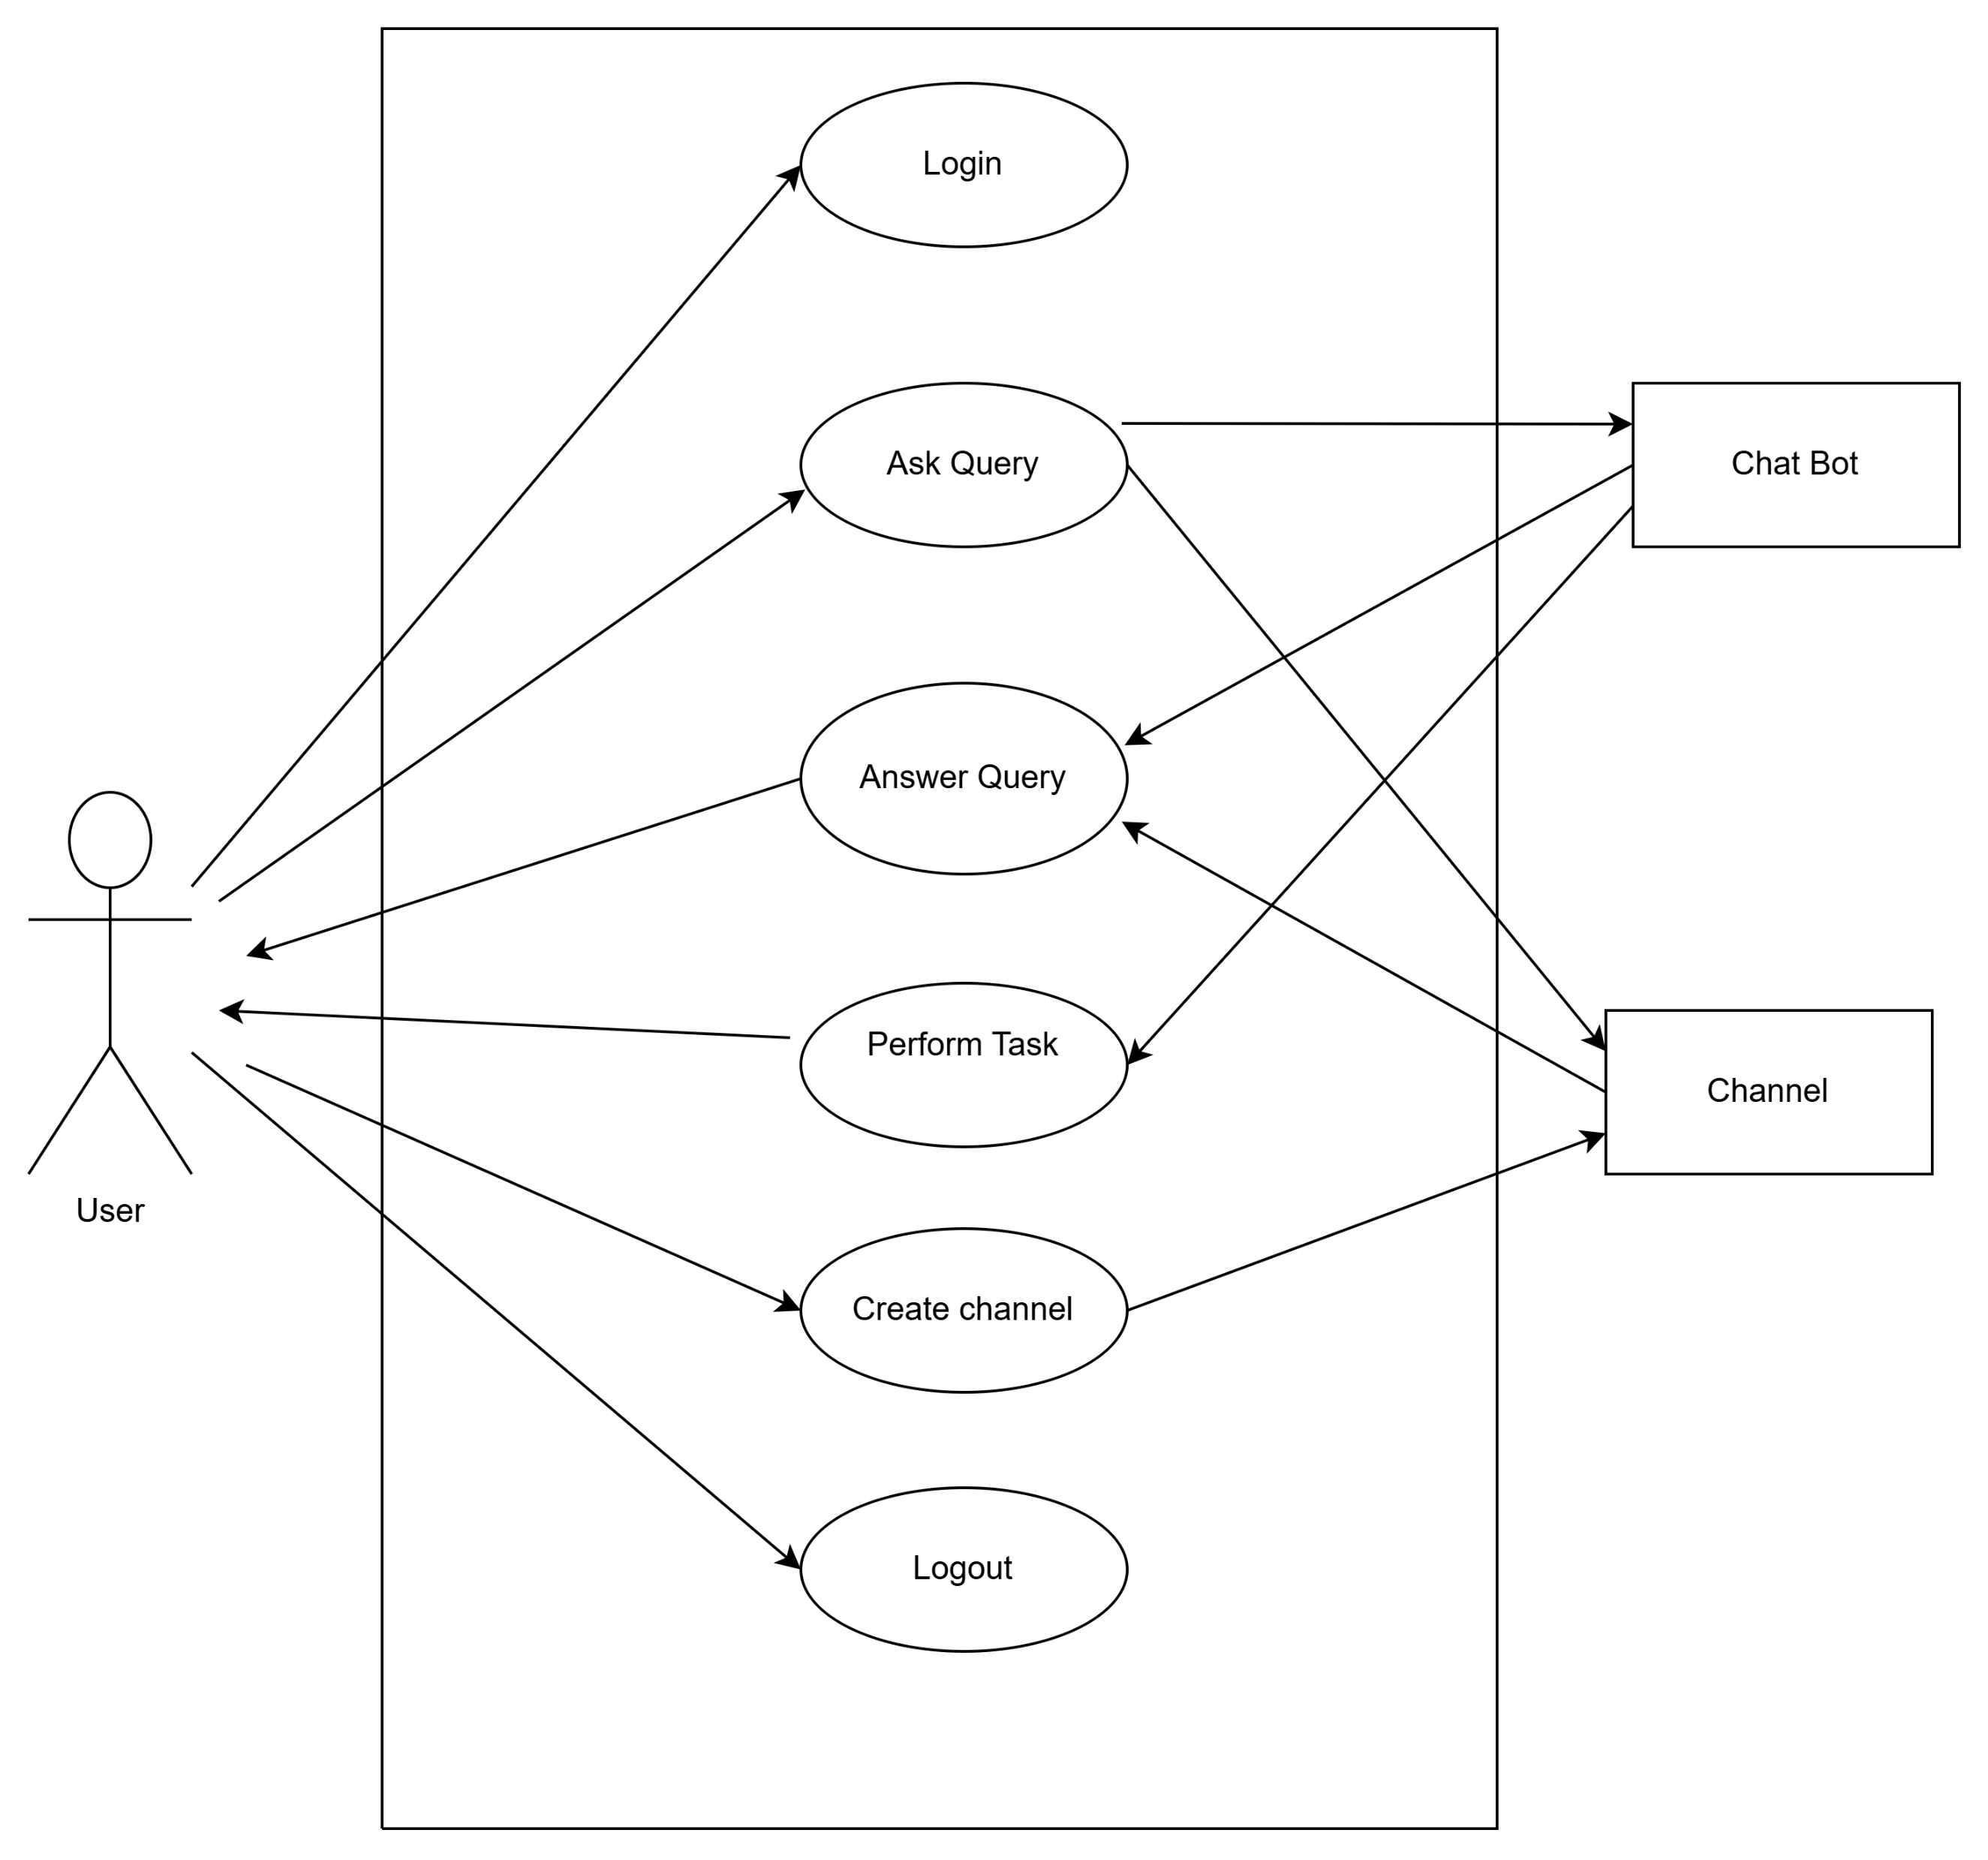 Login
Ask Query
Chat Bot
Answer Query
Perform Task
Channel
User
Create channel
Logout